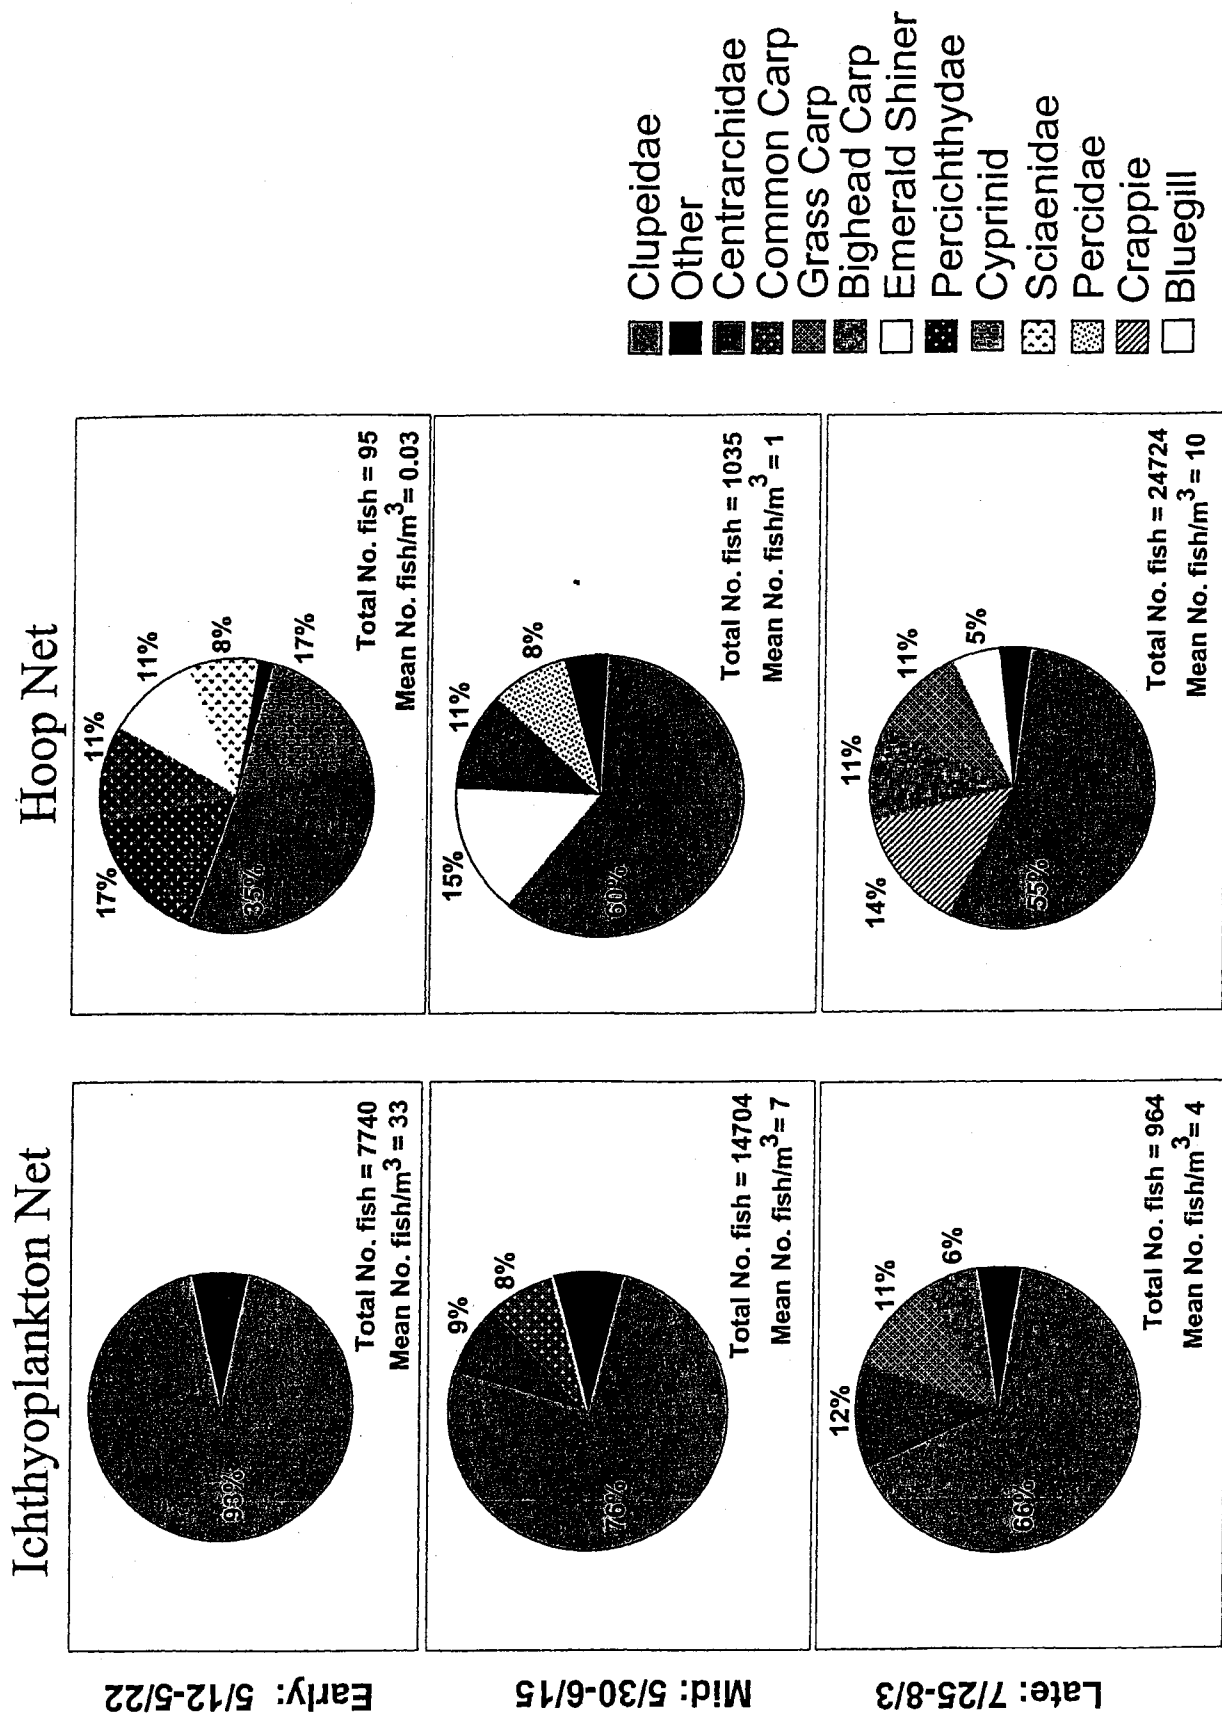 Ichthyoplankton Net
Hoop Net
Early: 5/12-5/22
93%
Total No. fish = 7740
Mean No. fish/m3 = 33
17%
11%
11%
8%
17%
35%
Total No. fish = 95
Mean No. fish/m3 = 0.03
Mid: 5/30-6/15
9%
8%
76%
Total No. fish = 14704
Mean No. fish/m3 = 7
15%
11%
8%
60%
Total No. fish = 1035
Mean No. fish/m3 = 1
Late: 7/25-8/3
12%
11%
6%
66%
Total No. fish = 964
Mean No. fish/m3 = 4
14%
11%
11%
5%
55%
Total No. fish = 24724
Mean No. fish/m3 = 10
Clupeidae
Other
Centrarchidae
Common Carp
Grass Carp
Bighead Carp
Emerald Shiner
Percichthydae
Cyprinid
Sciaenidae
Percidae
Crappie
Bluegill